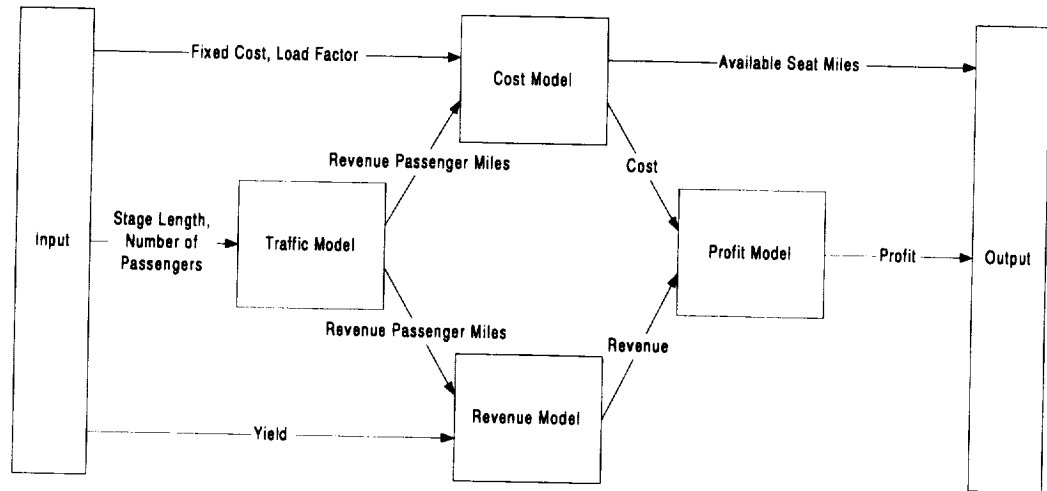 Fixed Cost, Load Factor
Cost Model
Available Seat Miles
Revenue Passenger Miles
Cost
Input
Stage Length,
Number of
Passengers
Traffic Model
Profit Model
Profit
Output
Revenue Passenger Miles
Revenue
Yield
Revenue Model